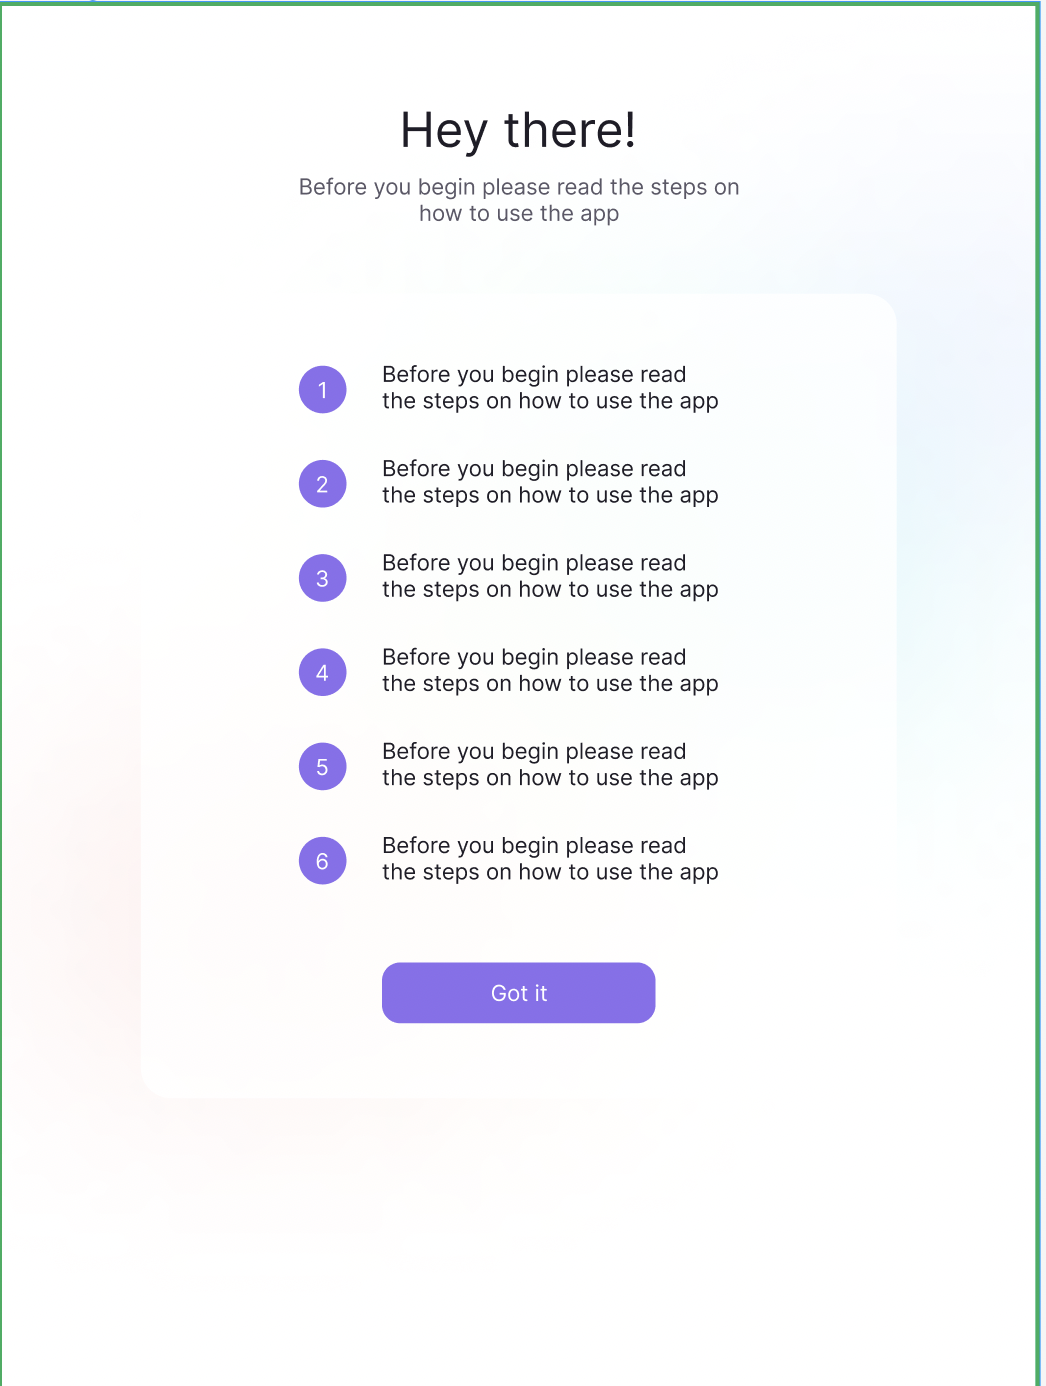 Hey there!
Before you begin please read the steps on
how to use the app
1
Before you begin please read
the steps on how to use the app
2
Before you begin please read
the steps on how to use the app
3
Before you begin please read
the steps on how to use the app
4
Before you begin please read
the steps on how to use the app
5
Before you begin please read
the steps on how to use the app
6
Before you begin please read
the steps on how to use the app
Got it